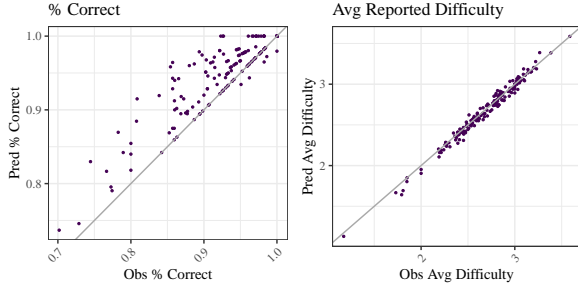 % Correct
Avg Reported Difficulty
Pred % Correct
1.0
0.9
0.8
0.7
0.8
0.9
1.0
Obs % Correct
Pred Avg Difficulty
3
2
2
3
Obs Avg Difficulty